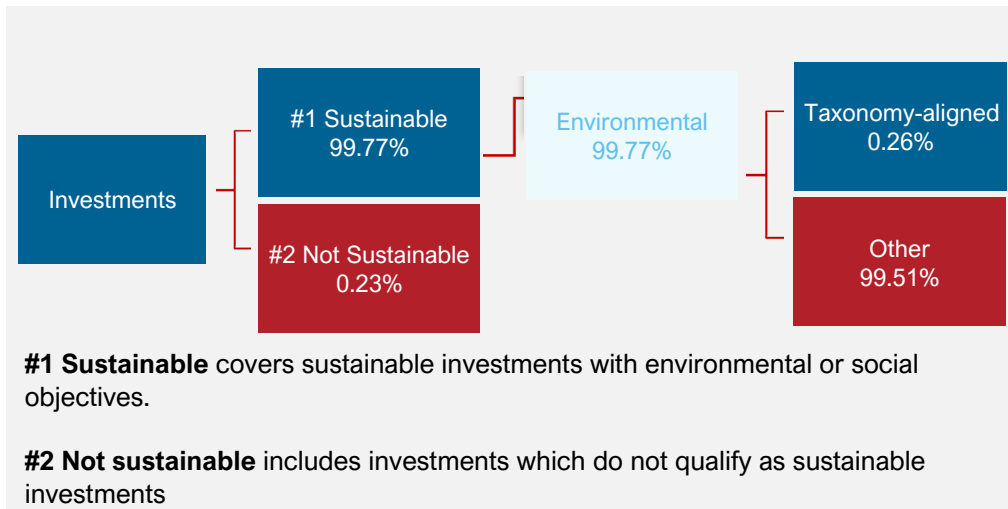 Investments
#1 Sustainable
99.77%
#2 Not Sustainable
0.23%
Environmental
99.77%
Taxonomy-aligned
0.26%
Other
99.51%
#1 Sustainable covers sustainable investments with environmental or social
objectives.
#2 Not sustainable includes investments which do not qualify as sustainable
investments